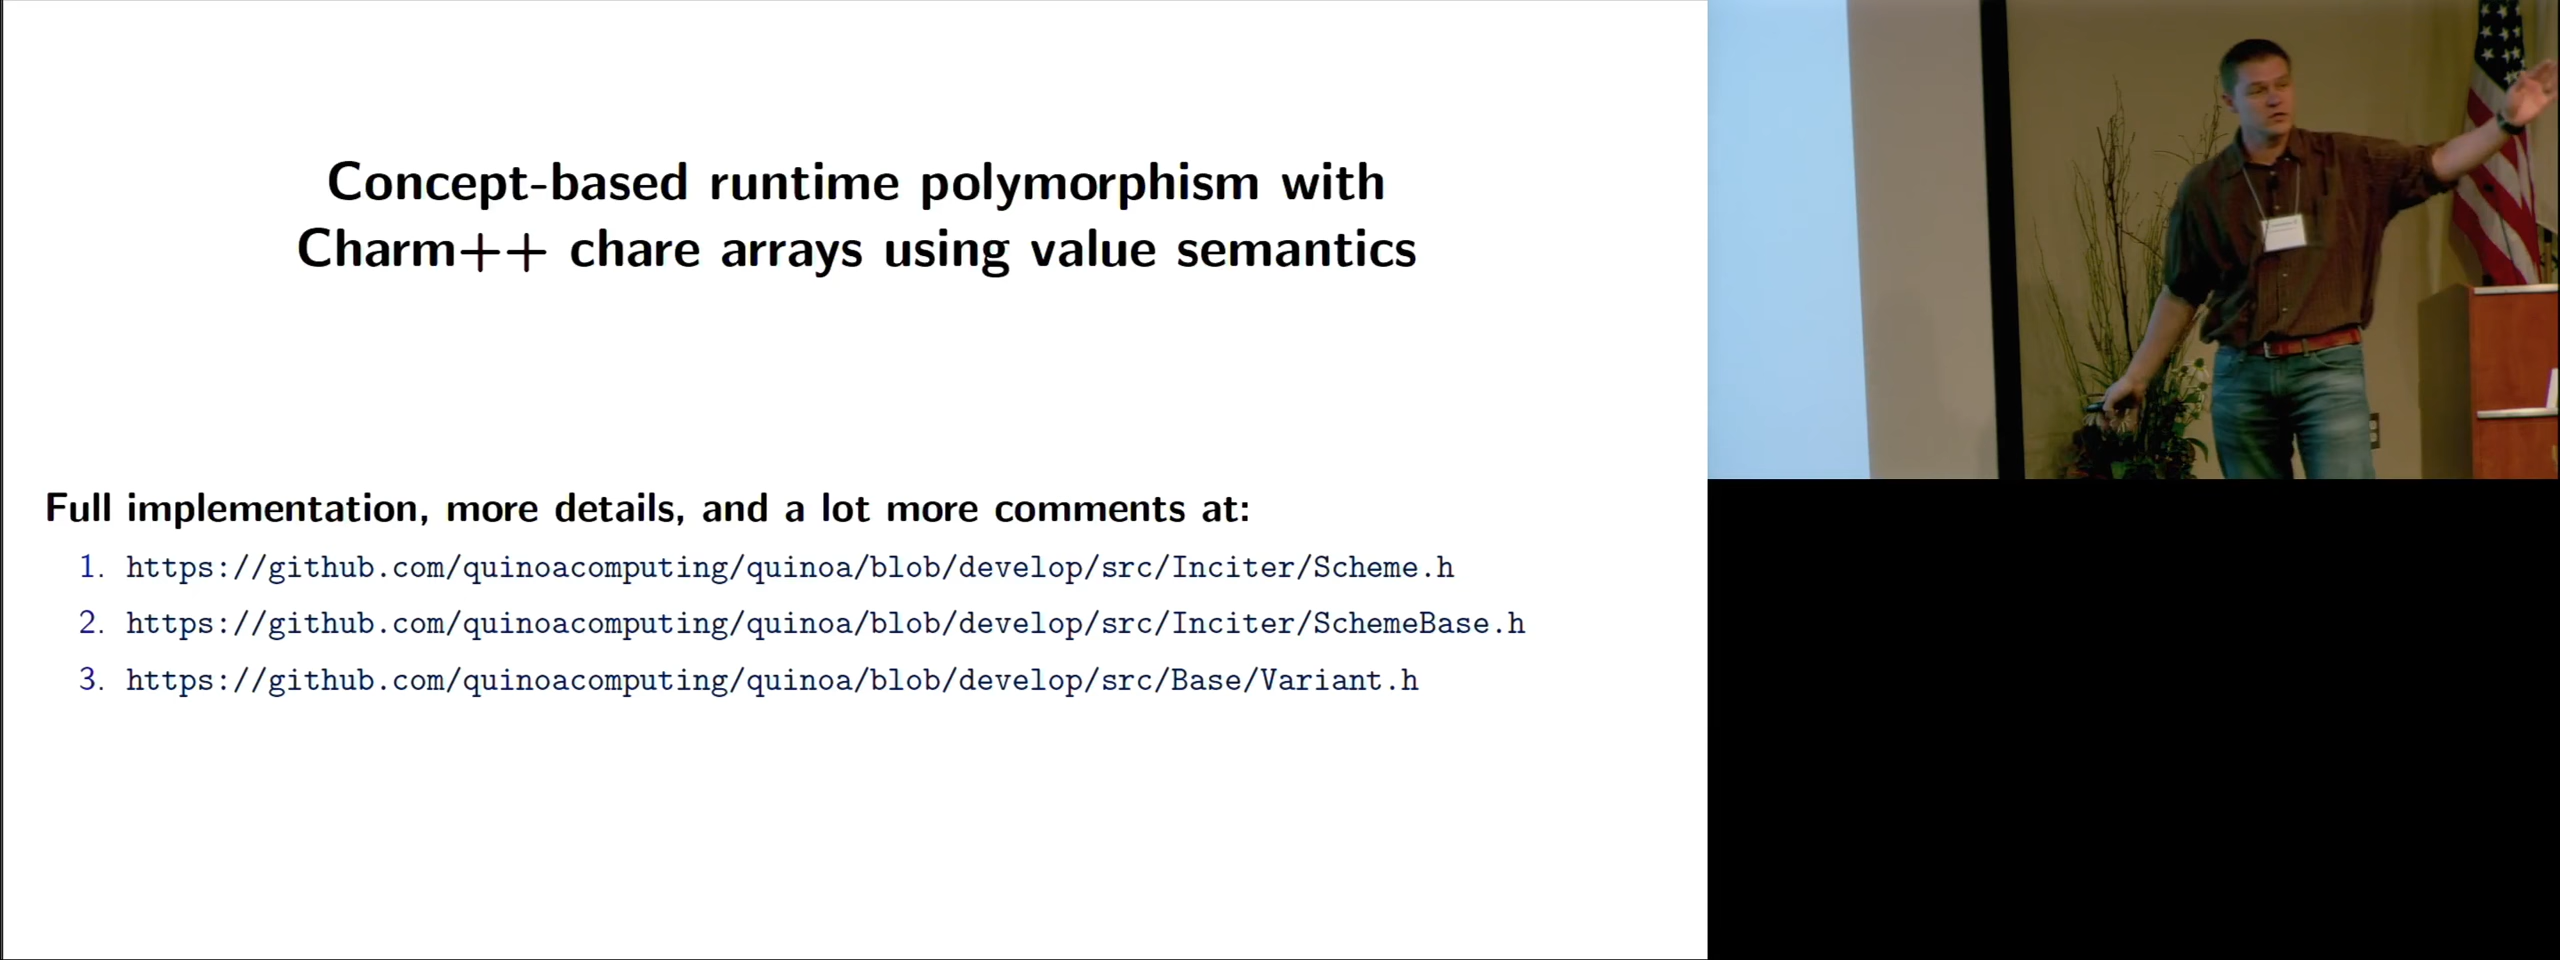 Concept-based runtime polymorphism with
Charm++ chare arrays using value semantics
Full implementation, more details, and a lot more comments at:
1. https://github.com/quinoacomputing/quinoa/blob/develop/src/Inciter/Scheme.h
2. https://github.com/quinoacomputing/quinoa/blob/develop/src/Inciter/SchemeBase.h
3. https://github.com/quinoacomputing/quinoa/blob/develop/src/Base/Variant.h